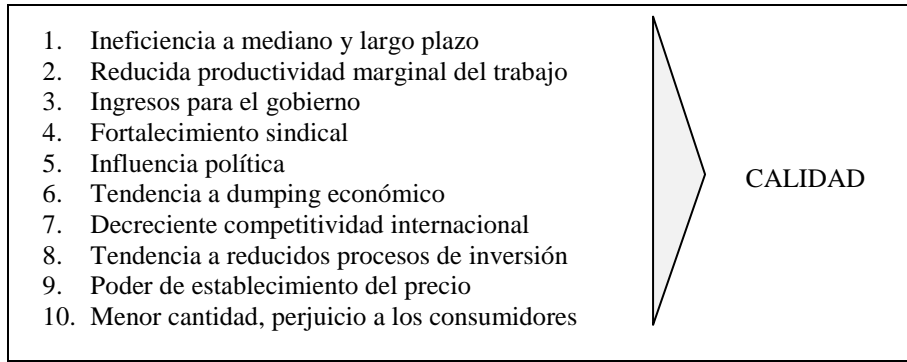 1. Ineficiencia a mediano y largo plazo
2. Reducida productividad marginal del trabajo
3. Ingresos para el gobierno
4. Fortalecimiento sindical
5. Influencia política
6. Tendencia a dumping económico
7. Decreciente competitividad internacional
8. Tendencia a reducidos procesos de inversión
9. Poder de establecimiento del precio
10. Menor cantidad, perjuicio a los consumidores
CALIDAD